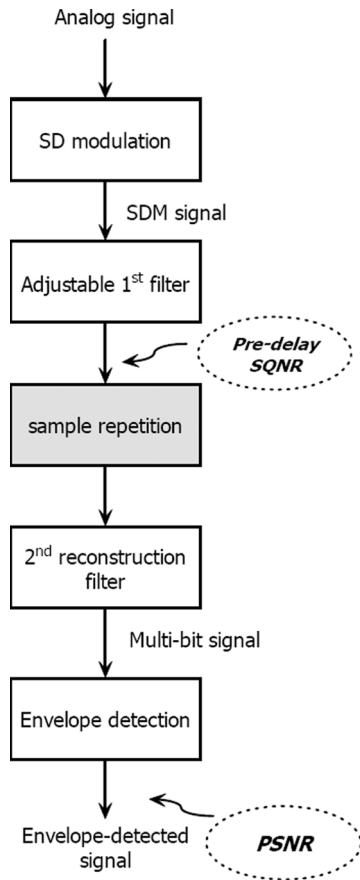 Analog signal
SD modulation
SDM signal
Adjustable 1st filter
Pre-delay
SQNR
sample repetition
2nd reconstruction
filter
Multi-bit signal
Envelope detection
Envelope-detected
signal
PSNR